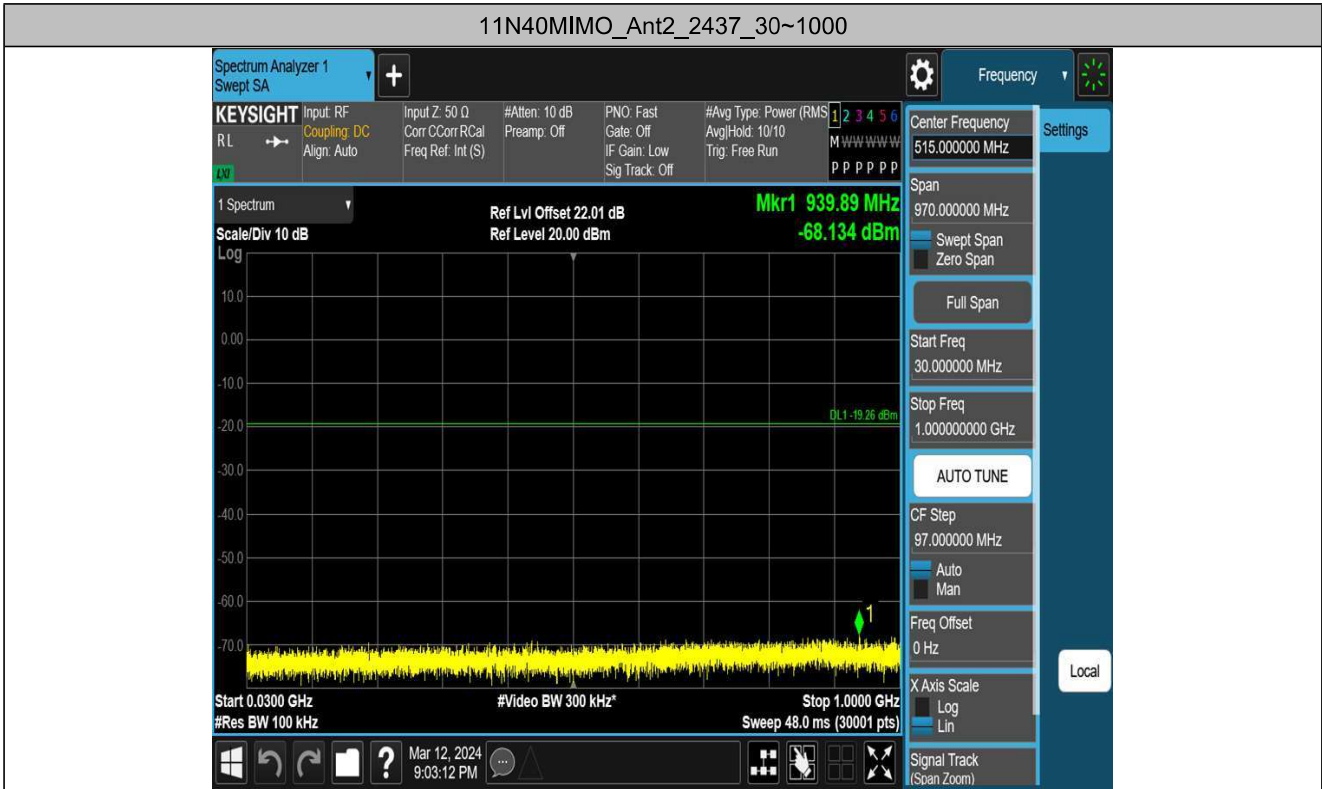 11N40MIMO_Ant2_2437_30~1000
Spectrum Analyzer 1
Swept SA
+
Frequency
KEYSIGHT
RL
LXI
Input: RF
Coupling: DC
Align: Auto
Input Z: 50 Ω
Corr CCorr RCal
Freq Ref: Int (S)
#Atten: 10 dB
Preamp: Off
PNO: Fast
Gate: Off
IF Gain: Low
Sig Track: Off
#Avg Type: Power (RMS
Avg|Hold: 10/10
Trig: Free Run
1 2 3 4 5 6
M W W W W W
P P P P P P
1 Spectrum
Scale/Div 10 dB
Log
Ref Lvl Offset 22.01 dB
Ref Level 20.00 dBm
Mkr1 939.89 MHz
-68.134 dBm
10.0
0.00
-10.0
DL1 -19.26 dBm
-20.0
-30.0
-40.0
-50.0
-60.0
1
-70.0
Start 0.0300 GHz
#Video BW 300 kHz*
Stop 1.0000 GHz
#Res BW 100 kHz
Sweep 48.0 ms (30001 pts)
?
Mar 12, 2024
9:03:12 PM
Center Frequency
515.000000 MHz
Settings
Span
970.000000 MHz
Swept Span
Zero Span
Full Span
Start Freq
30.000000 MHz
Stop Freq
1.000000000 GHz
AUTO TUNE
CF Step
97.000000 MHz
Auto
Man
Freq Offset
0 Hz
Local
X Axis Scale
Log
Lin
Signal Track
(Span Zoom)